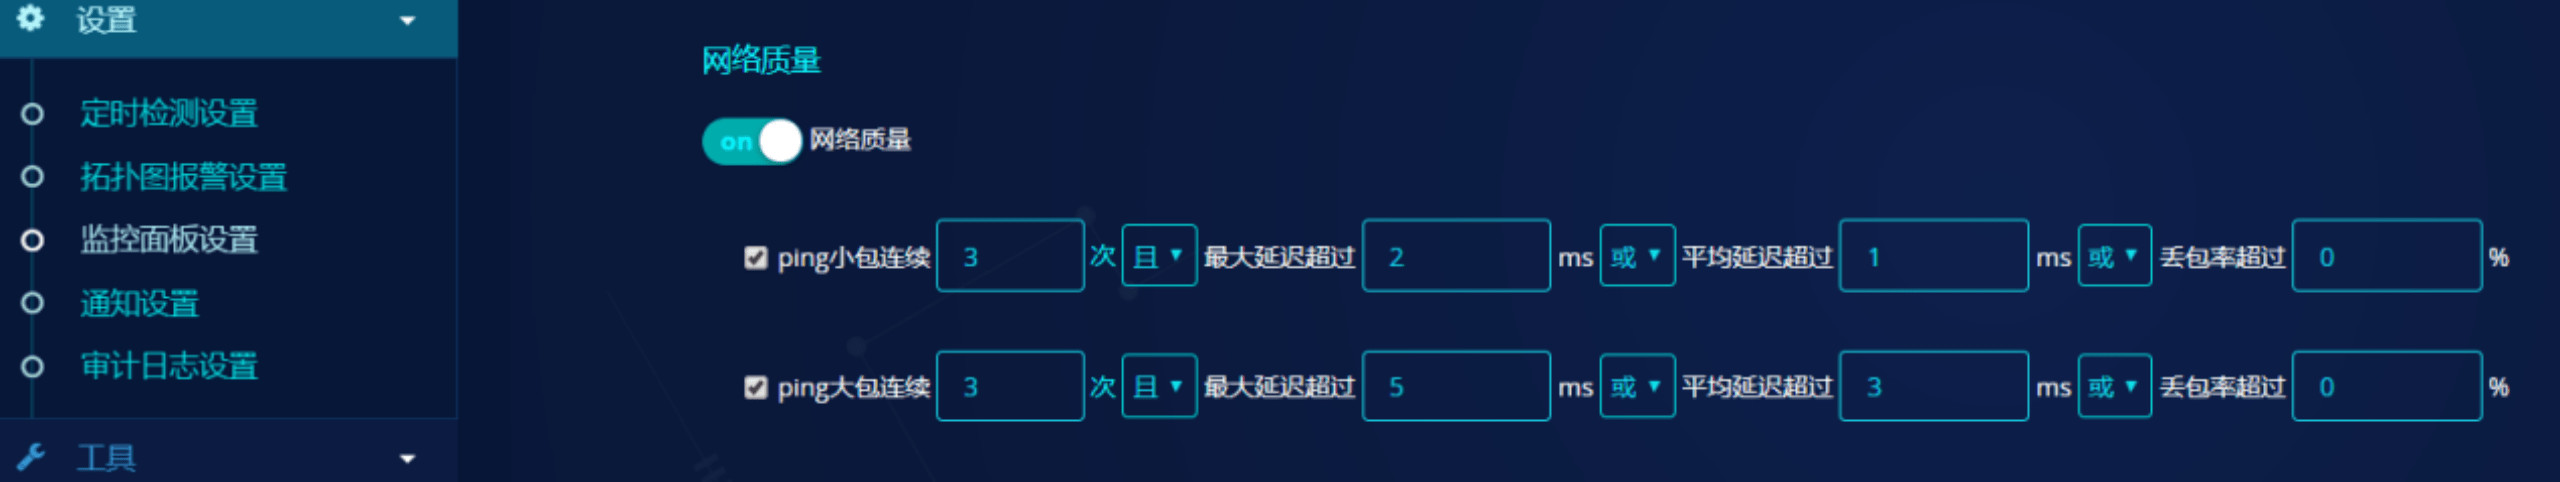 设置
定时检测设置
拓扑图报警设置
监控面板设置
通知设置
审计日志设置
工具
网络质量
on 网络质量
ping小包连续 3 次 且 最大延迟超过 2 ms 或 平均延迟超过 1 ms 或 丢包率超过 0 %
ping大包连续 3 次 且 最大延迟超过 5 ms 或 平均延迟超过 3 ms 或 丢包率超过 0 %